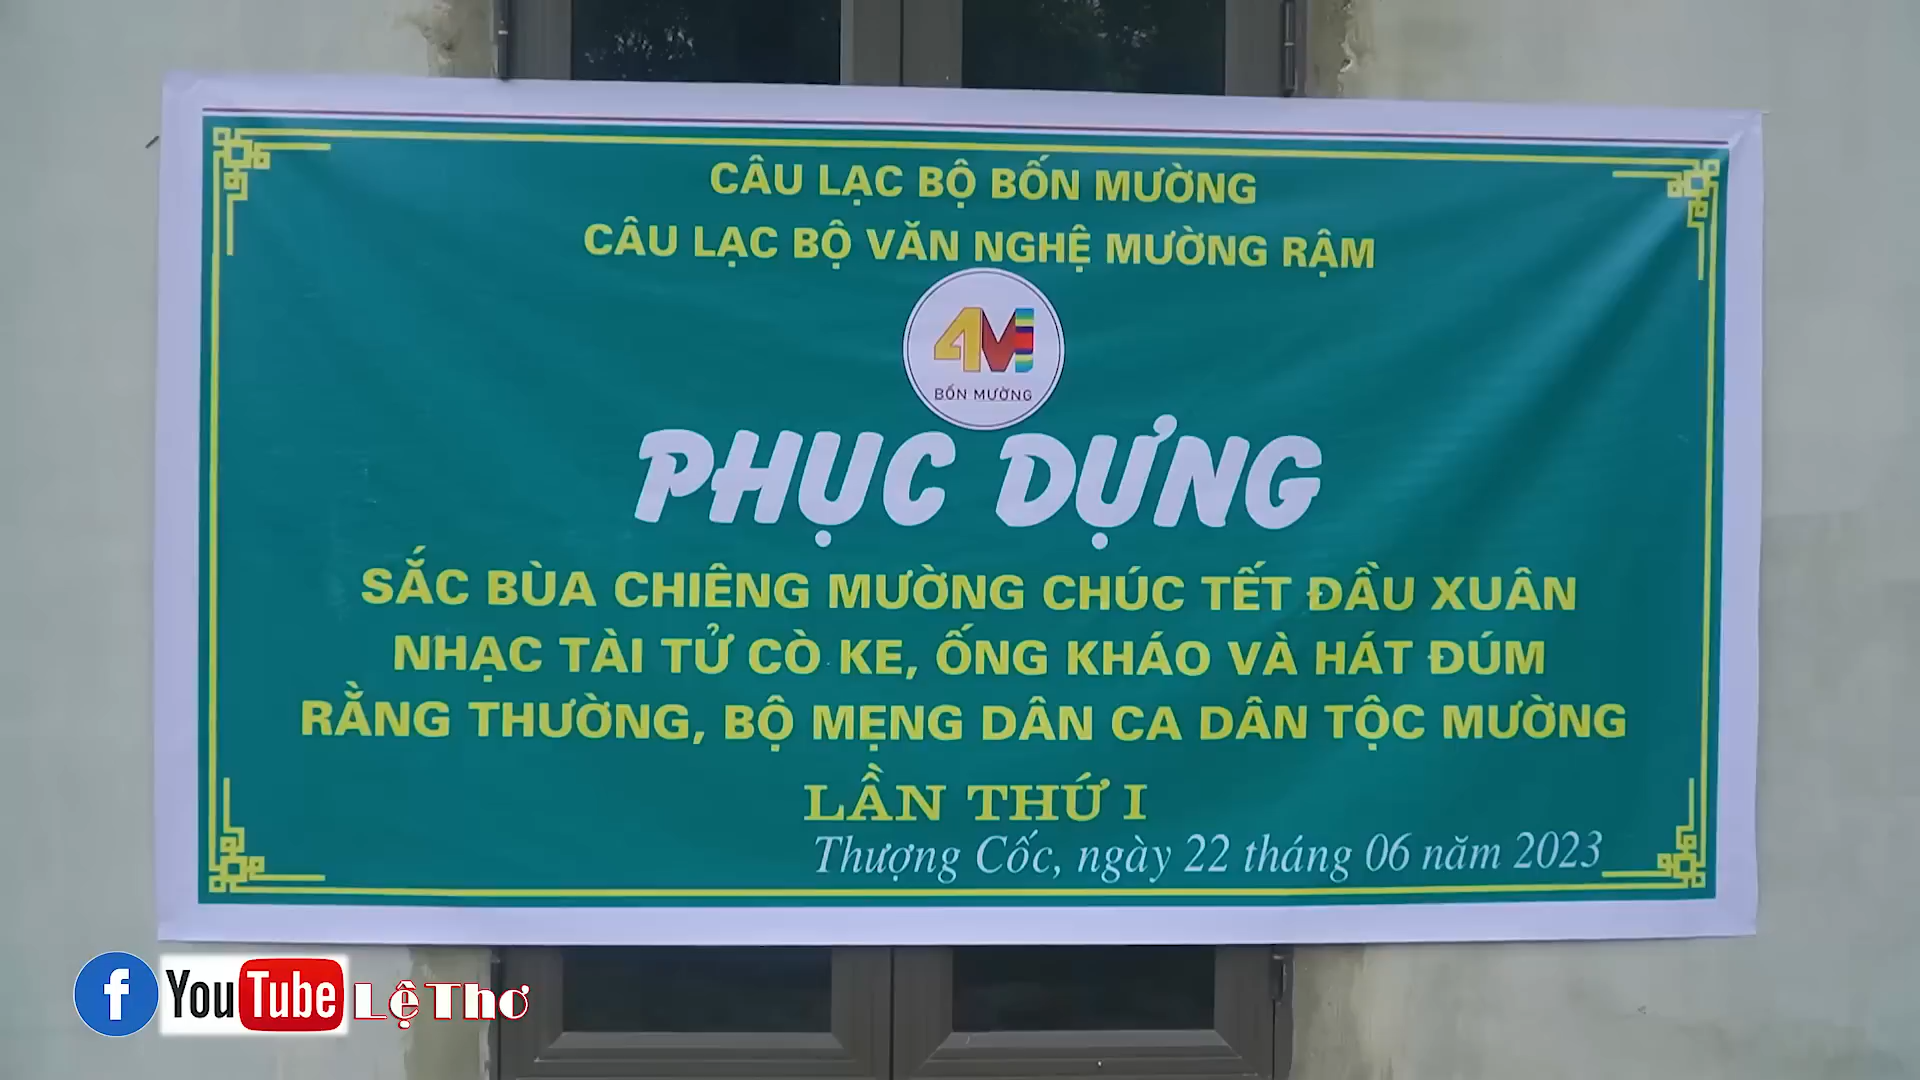 CÂU LẠC BỘ BỐN MƯỜNG
CÂU LẠC BỘ VĂN NGHỆ MƯỜNG RẬM
4M
BỐN MƯỜNG
PHỤC DỰNG
SẮC BÙA CHIÊNG MƯỜNG CHÚC TẾT ĐẦU XUÂN
NHẠC TÀI TỬ CÒ KE, ỐNG KHÁO VÀ HÁT ĐÚM
RẰNG THƯỜNG, BỘ MẸNG DÂN CA DÂN TỘC MƯỜNG
LẦN THỨ I
Thượng Cốc, ngày 22 tháng 06 năm 2023
f YouTube Lệ Thơ